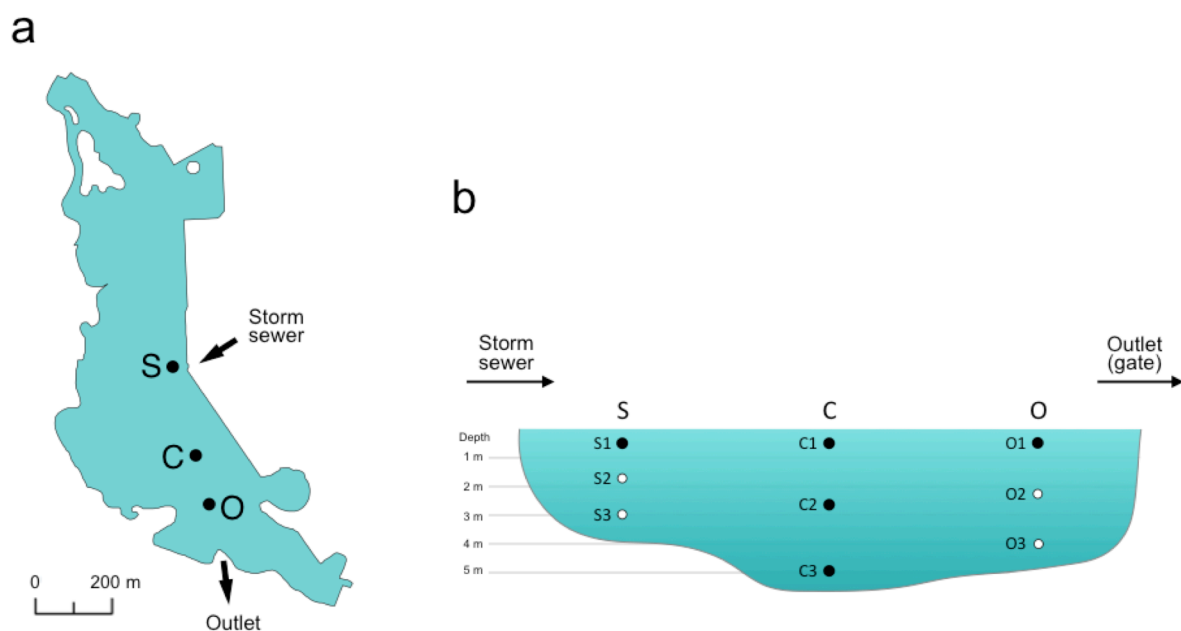 a
Storm
sewer
S
C
O
0 200 m
Outlet
b
Storm
sewer
Outlet
(gate)
S C O
Depth
1 m
2 m
3 m
4 m
5 m
S1 C1 O1
S2
O2
C2
S3
O3
C3